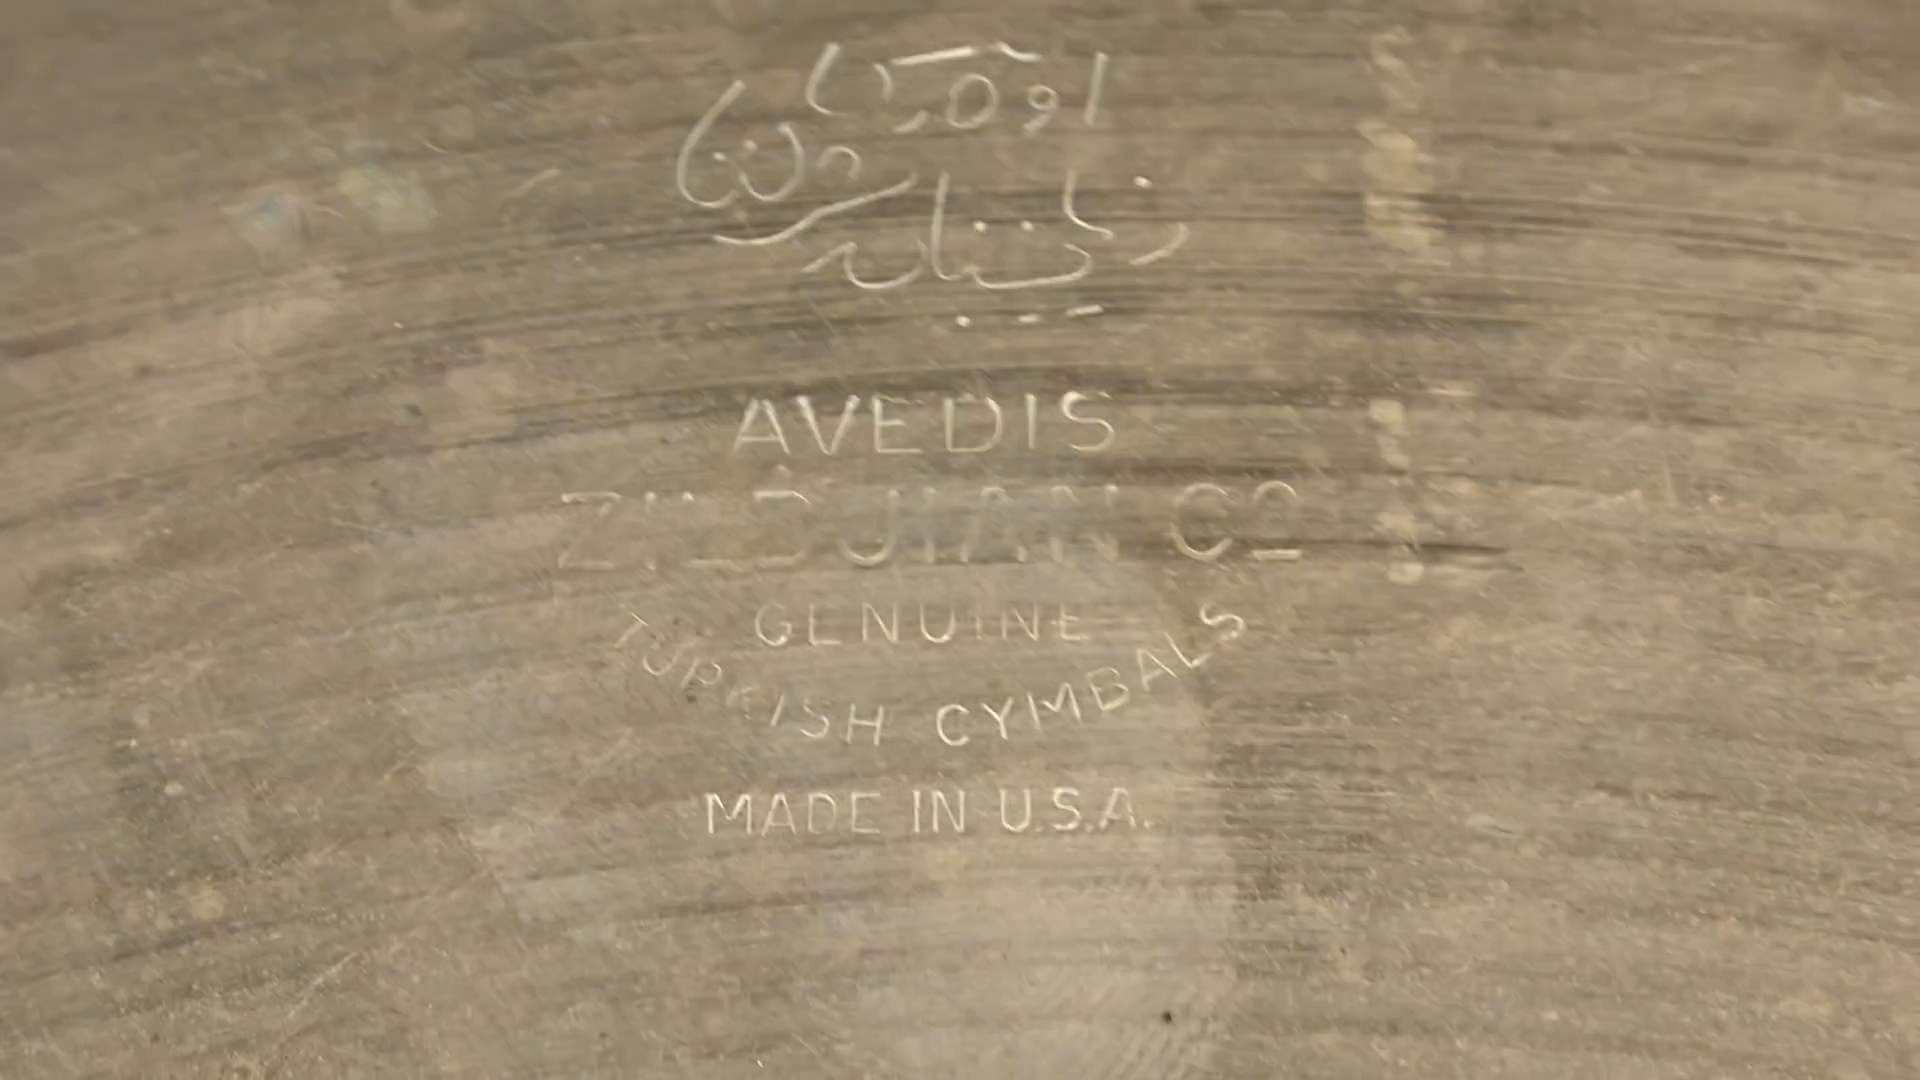 AVEDIS
ZILDJIAN CO
GENUINE
TURKISH CYMBALS
MADE IN U.S.A.